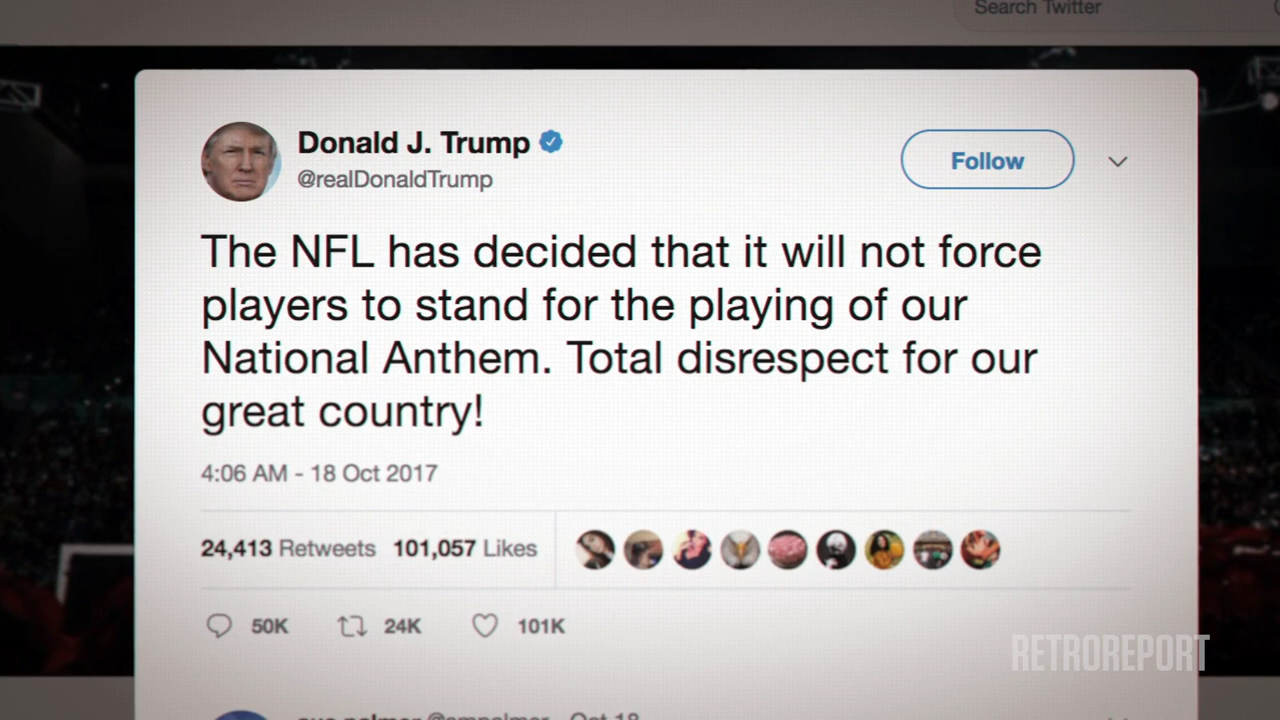 Search Twitter
Donald J. Trump
@realDonaldTrump
Follow
The NFL has decided that it will not force
players to stand for the playing of our
National Anthem. Total disrespect for our
great country!
4:06 AM - 18 Oct 2017
24,413 Retweets 101,057 Likes
50K 24K 101K
RETROREPORT
Oct 18